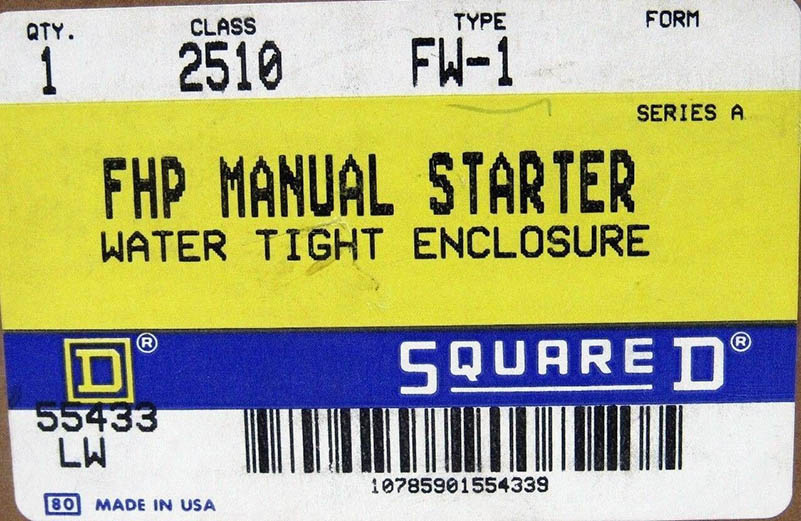 QTY. CLASS TYPE FORM
1 2510 FW-1
SERIES A
FHP MANUAL STARTER
WATER TIGHT ENCLOSURE
D® SQUARE D®
55433
LW
10785901554339
80 MADE IN USA